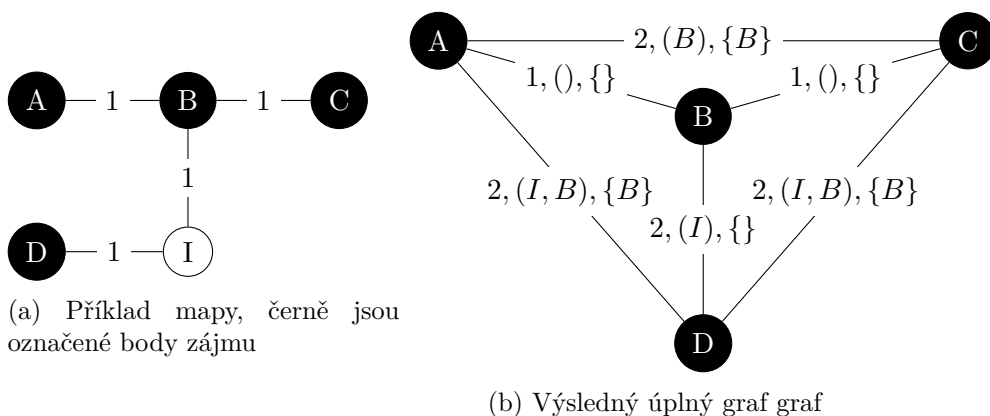 A
2, (B), {B}
C
1, (), {}
1, (), {}
A
1
B
1
C
B
1
2, (I, B), {B}
2, (I, B), {B}
2, (I), {}
D
1
I
(a) Příklad mapy, černě jsou
označené body zájmu
D
(b) Výsledný úplný graf graf